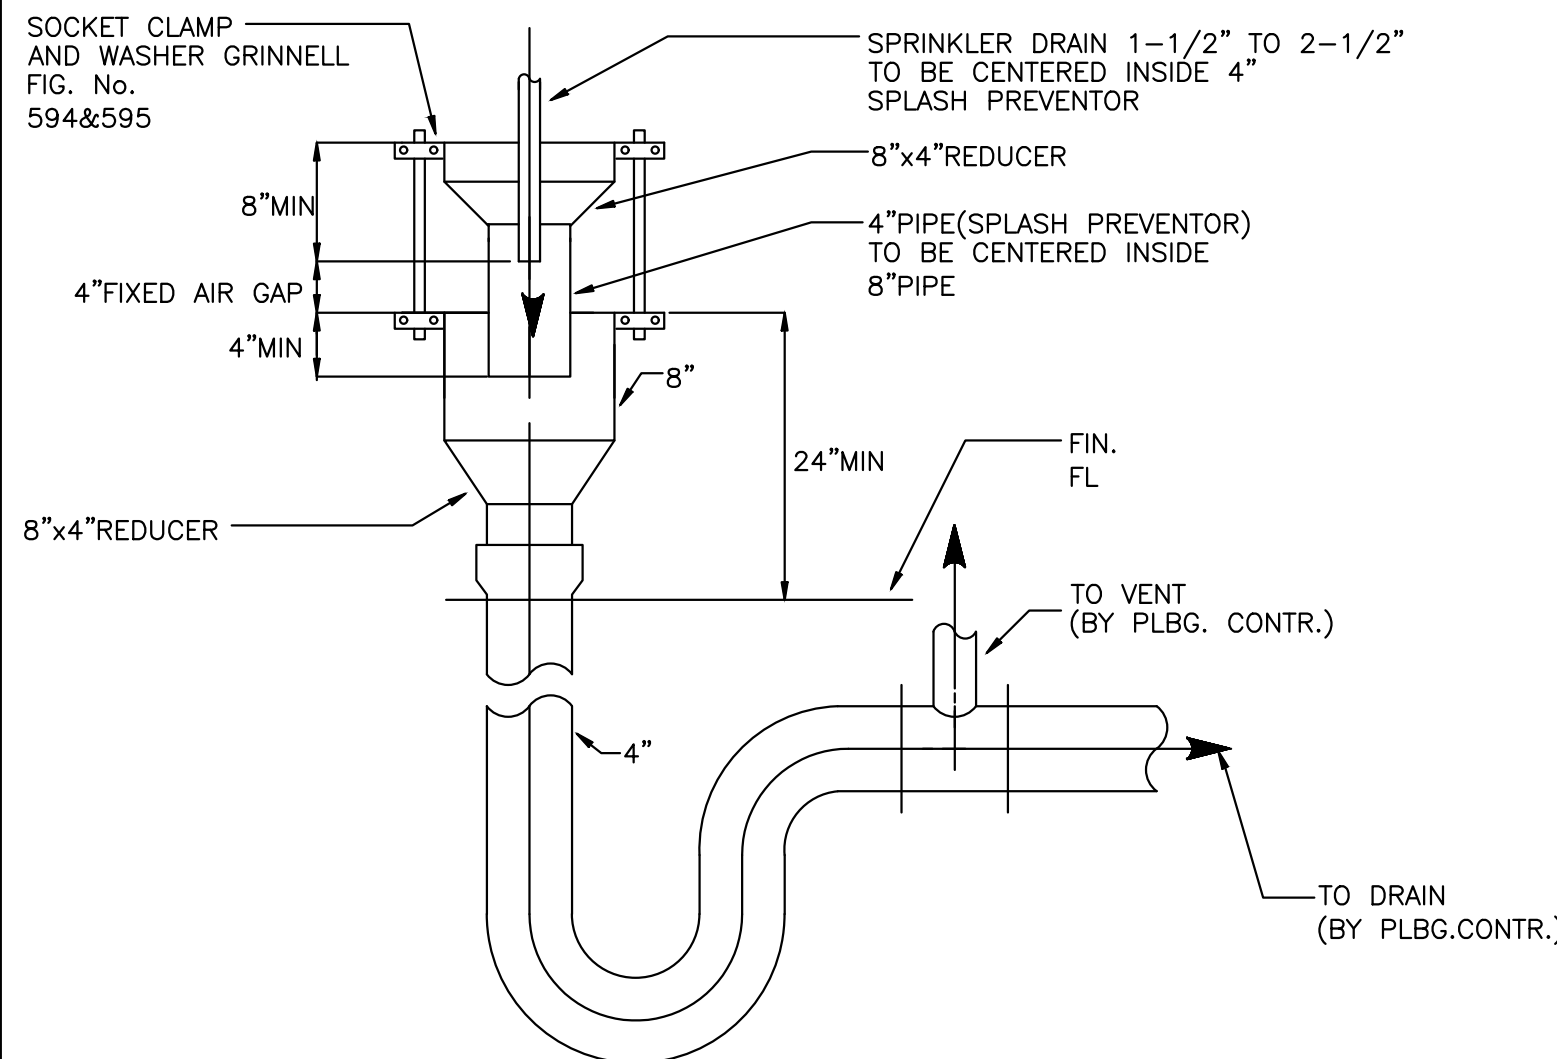 SOCKET CLAMP
AND WASHER GRINNELL
FIG. No.
594&595
SPRINKLER DRAIN 1-1/2" TO 2-1/2"
TO BE CENTERED INSIDE 4"
SPLASH PREVENTOR
8"x4"REDUCER
8"MIN
4"PIPE(SPLASH PREVENTOR)
TO BE CENTERED INSIDE
8"PIPE
4"FIXED AIR GAP
4"MIN
8"
24"MIN
FIN.
FL
8"x4"REDUCER
TO VENT
(BY PLBG. CONTR.)
4"
TO DRAIN
(BY PLBG.CONTR.)